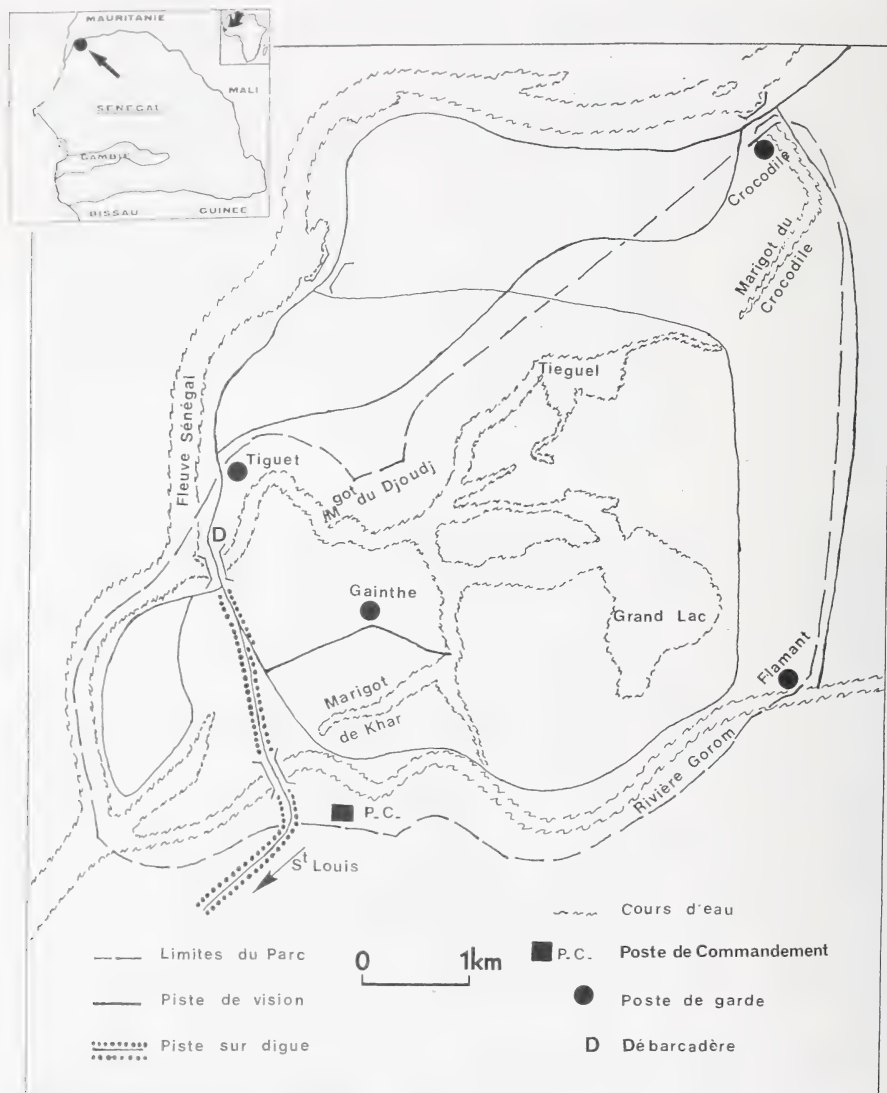 MAURITANIE
MALI
SENEGAL
GAMBIE
BISSAU GUINEE
Crocodile
Marigot du
Crocodile
Tieguel
Fleuve Sénégal
Tiguet
Mgot du Djoudj
D
Gainthe
Grand Lac
Flamant
Marigot
de Khar
Rivière Gorom
P.C.
St Louis
Cours d'eau
Limites du Parc
0 1km
P.C. Poste de Commandement
Piste de vision
Poste de garde
Piste sur digue
D Débarcadère